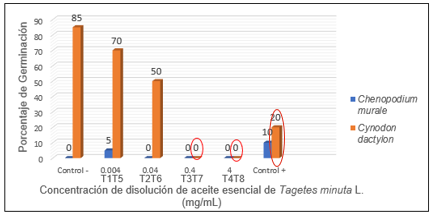 Porcentaje de Germinación
90
80
70
60
50
40
30
20
10
0
0 85
5 70
0 50
0 0
0 0
10 20
Control - 0.004 0.04 0.4 4 Control +
T1T5 T2T6 T3T7 T4T8
Concentración de disolución de aceite esencial de Tagetes minuta L.
(mg/mL)
Chenopodium
murale
Cynodon
dactylon